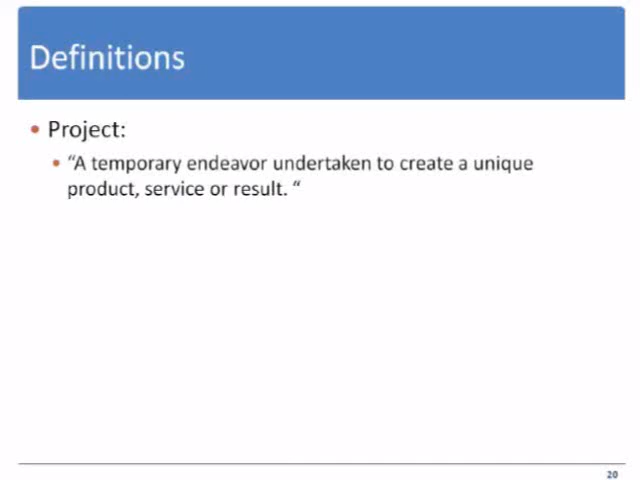 Definitions
• Project:
• “A temporary endeavor undertaken to create a unique
product, service or result. “
20